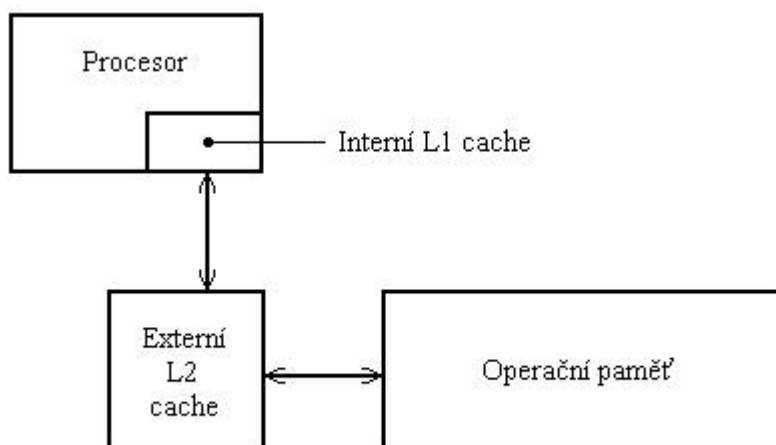 Procesor
Interní L1 cache
Externí
L2
cache
Operační paměť